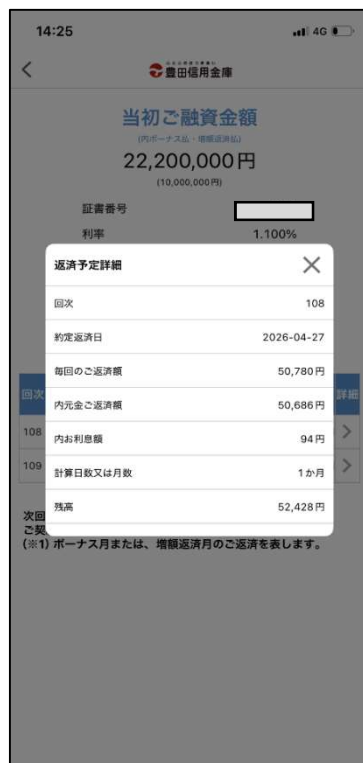 14:25 4G
豊田信用金庫
当初ご融資金額
(内ボーナス払・増額返済払)
22,200,000円
(10,000,000円)
証書番号
利率 1.100%
返済予定詳細
回次 108
約定返済日 2026-04-27
毎回のご返済額 50,780円
内元金ご返済額 50,686円
内お利息額 94円
計算日数又は月数 1か月
残高 52,428円
回次 詳細
108
109
次回
ご契
(※1) ボーナス月または、増額返済月のご返済を表します。